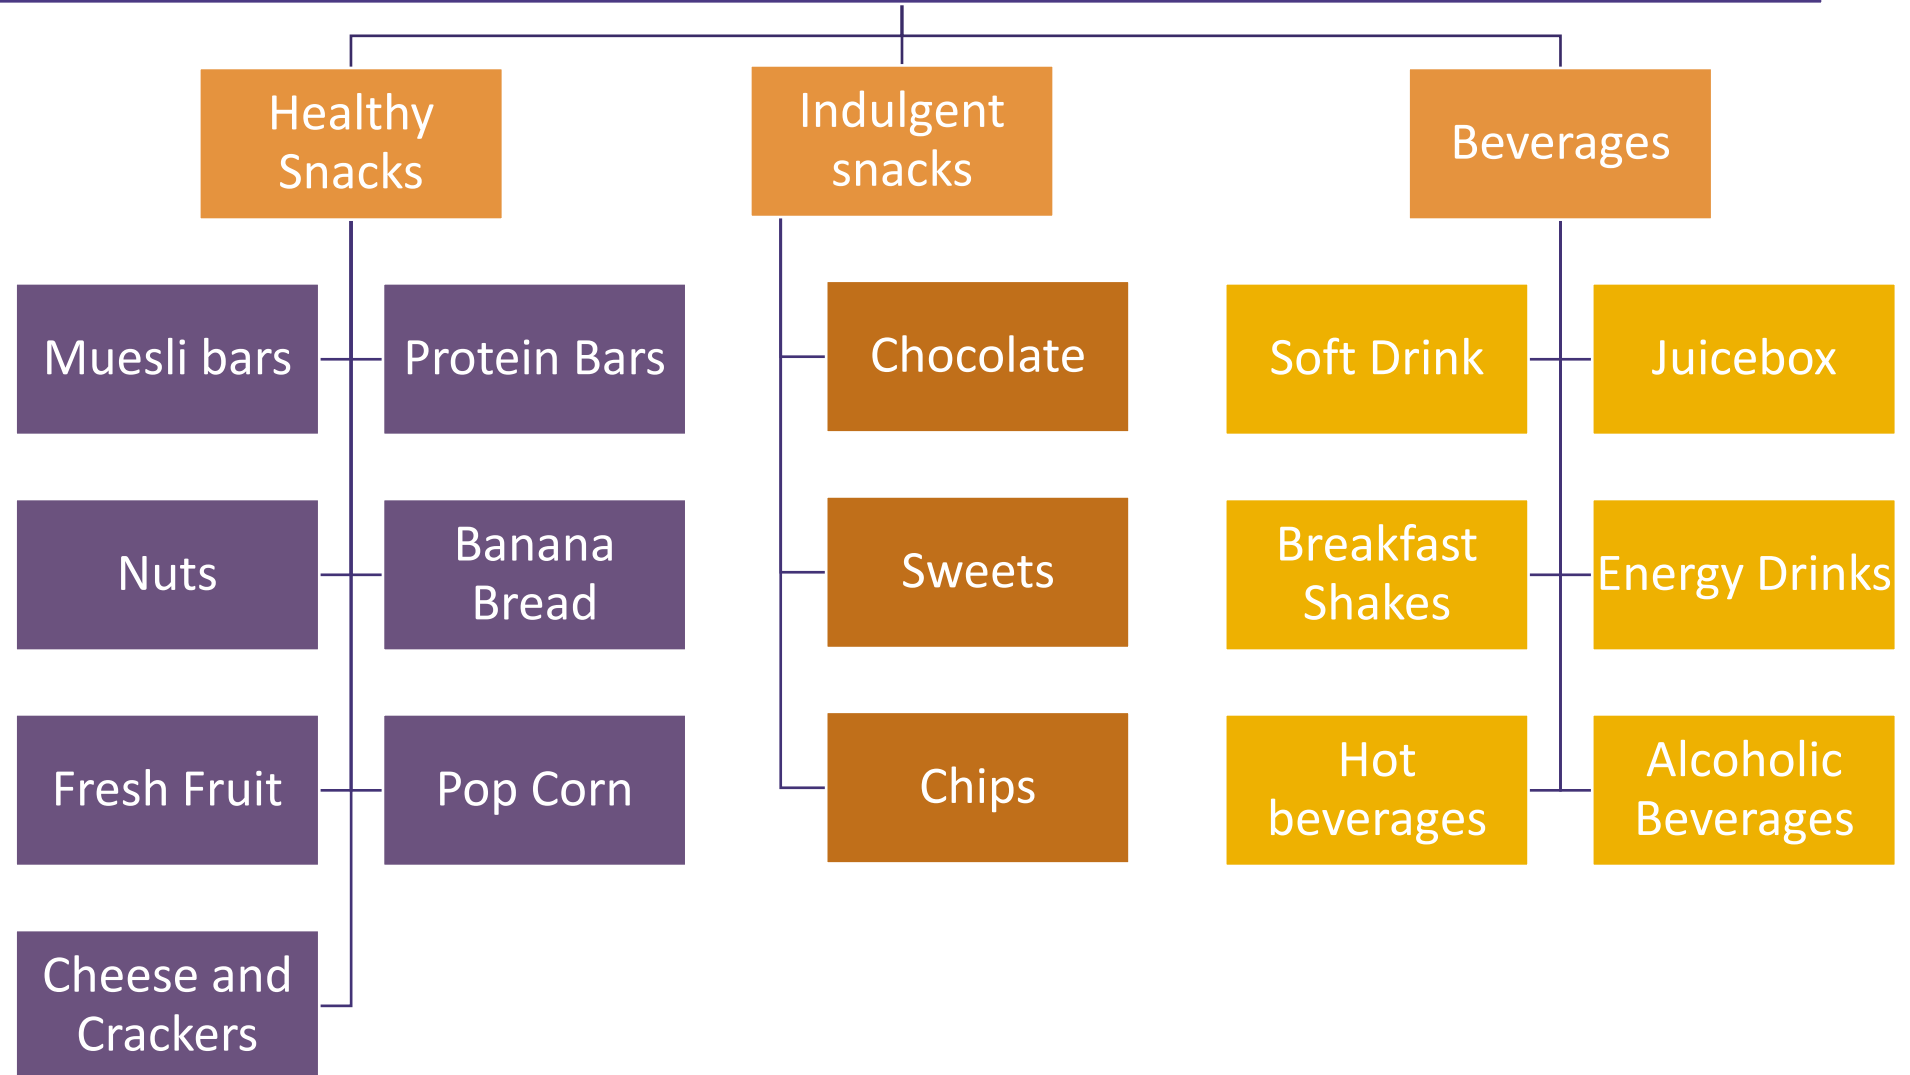 Healthy
Snacks
Indulgent
snacks
Beverages
Muesli bars
Protein Bars
Chocolate
Soft Drink
Juicebox
Nuts
Banana
Bread
Sweets
Breakfast
Shakes
Energy Drinks
Fresh Fruit
Pop Corn
Chips
Hot
beverages
Alcoholic
Beverages
Cheese and
Crackers